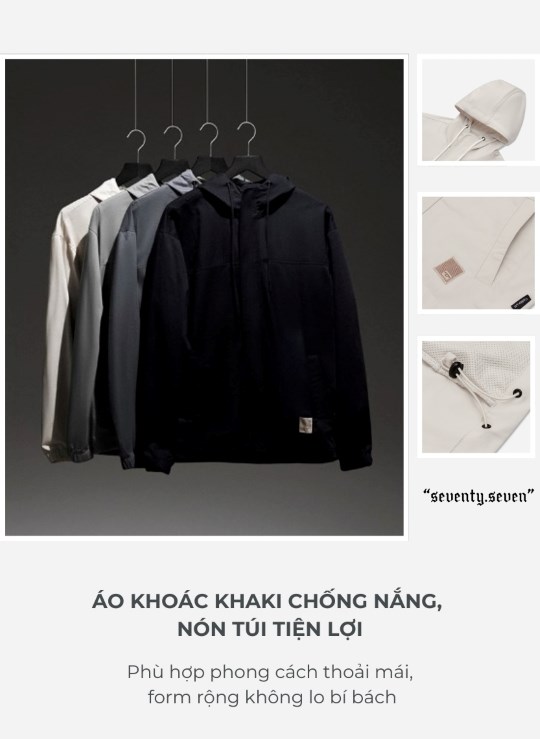 “seventy.seven”
ÁO KHOÁC KHAKI CHỐNG NẮNG,
NÓN TÚI TIỆN LỢI
Phù hợp phong cách thoải mái,
form rộng không lo bí bách